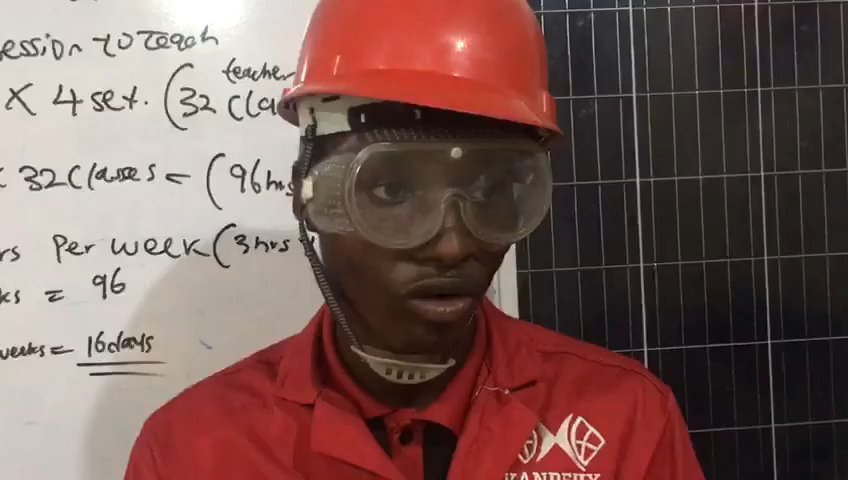 ession to Teach
teacher
X 4 set. (32 Cla
32 Classes = (96hrs
rs Per week (3hrs
ks = 96
weeks = 16days
KANDEHY